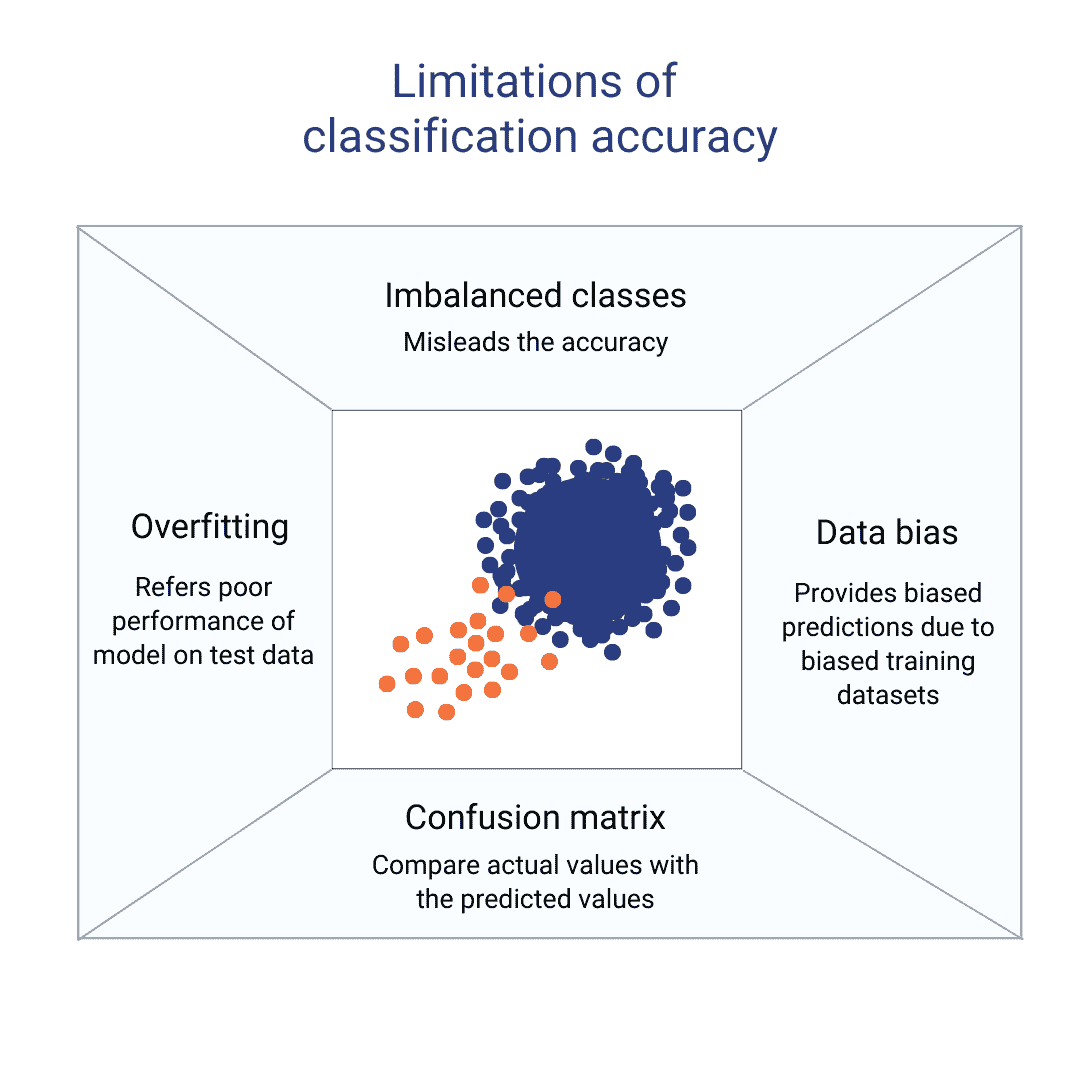 Limitations of
classification accuracy
Imbalanced classes
Misleads the accuracy
Overfitting
Refers poor
performance of
model on test data
Data bias
Provides biased
predictions due to
biased training
datasets
Confusion matrix
Compare actual values with
the predicted values